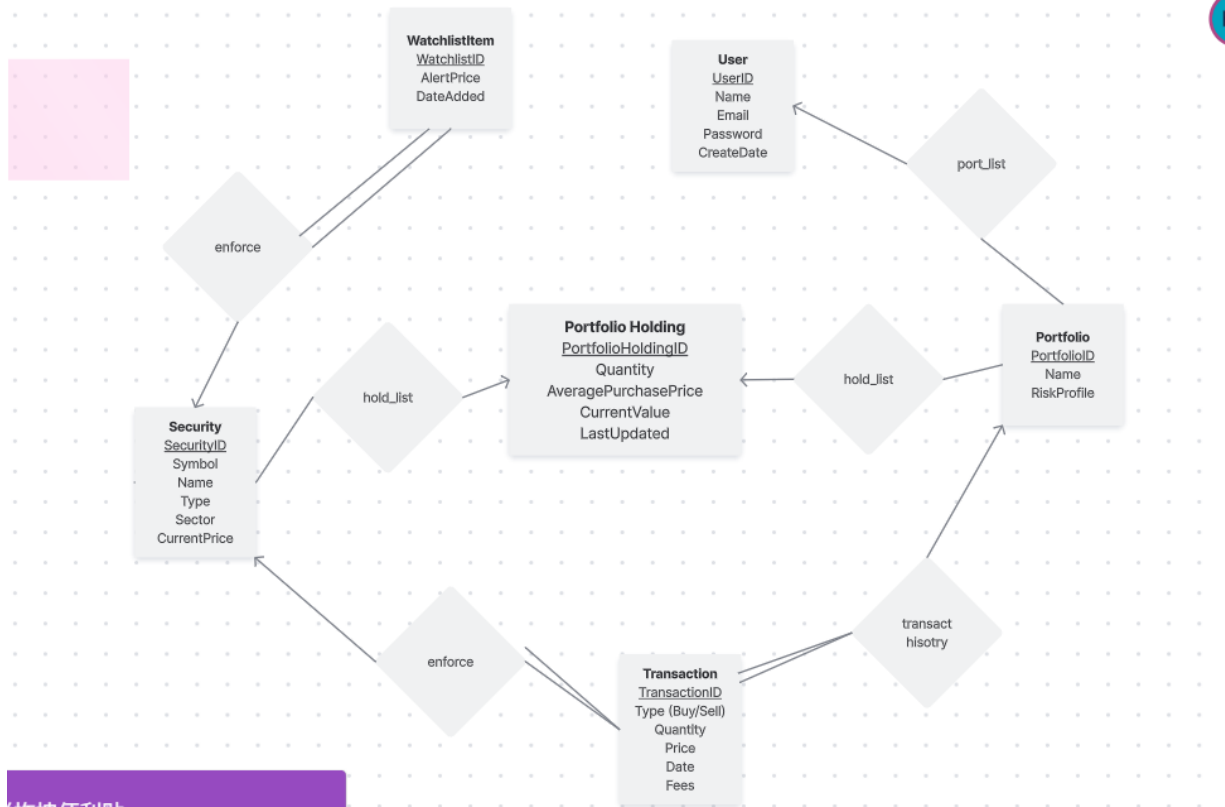 WatchlistItem
WatchlistID
AlertPrice
DateAdded
User
UserID
Name
Email
Password
CreateDate
port_list
enforce
Portfolio Holding
PortfolioHoldingID
Quantity
AveragePurchasePrice
CurrentValue
LastUpdated
hold_list
hold_list
Portfolio
PortfolioID
Name
RiskProfile
Security
SecurityID
Symbol
Name
Type
Sector
CurrentPrice
enforce
transact
hisotry
Transaction
TransactionID
Type (Buy/Sell)
Quantity
Price
Date
Fees